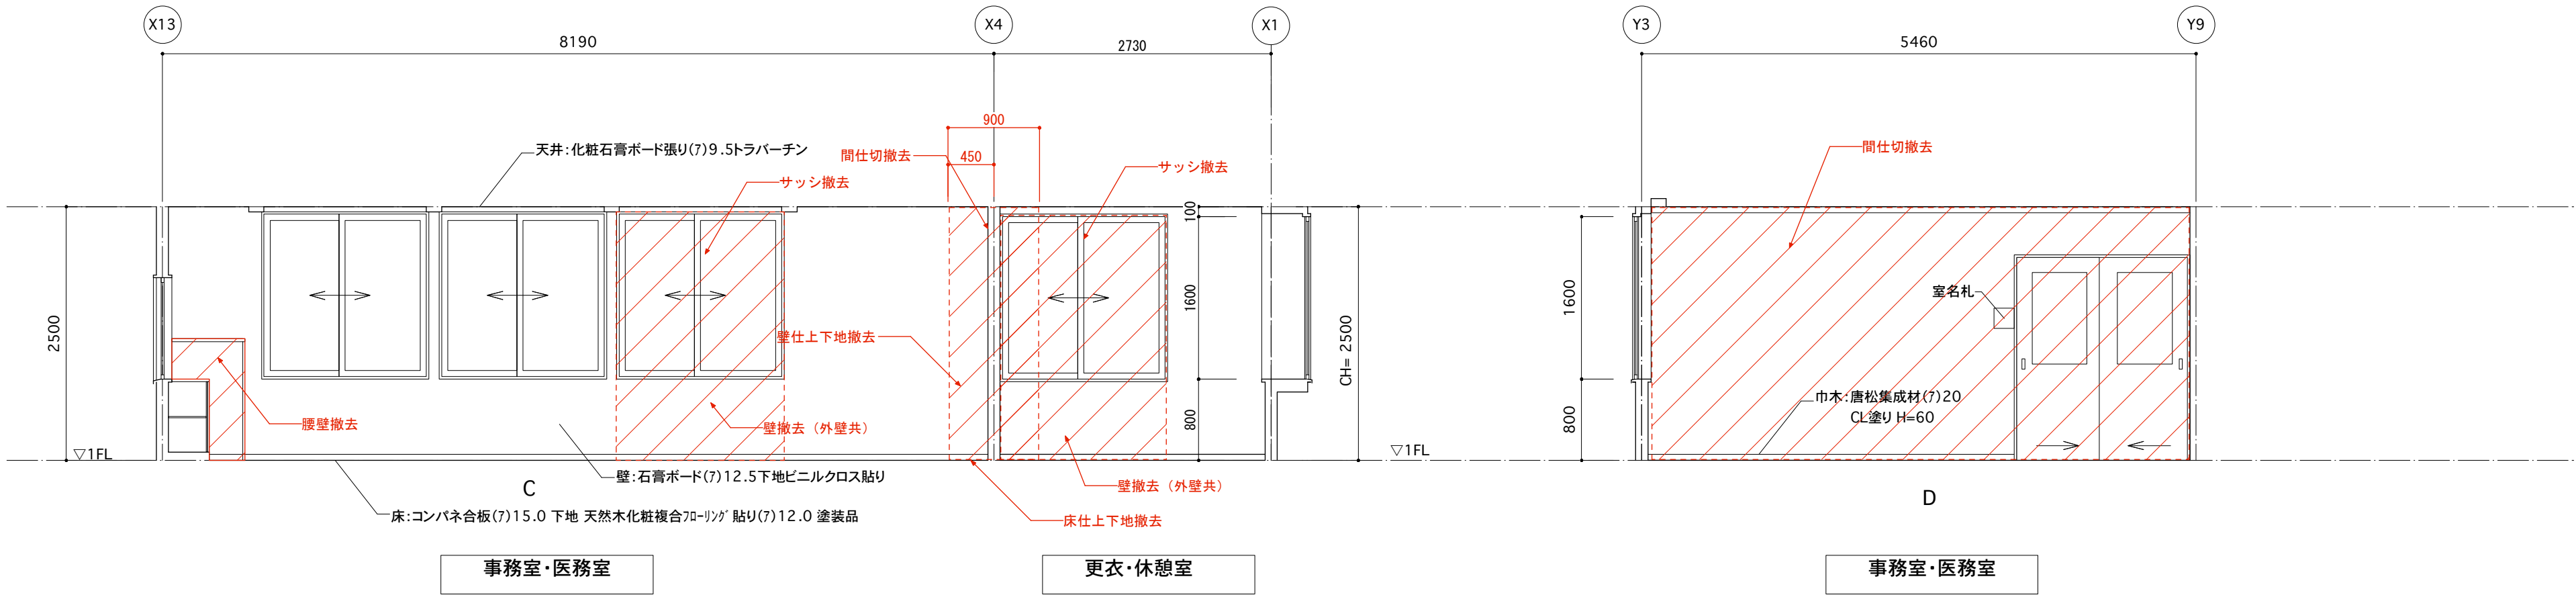 X13
X4
X1
Y3
Y9
8190
2730
5460
900
450
天井:化粧石膏ボード張り(ｱ)9.5トラバーチン
間仕切撤去
サッシ撤去
サッシ撤去
間仕切撤去
2500
100
1600
800
CH= 2500
1600
800
室名札
壁仕上下地撤去
腰壁撤去
壁撤去（外壁共）
巾木:唐松集成材(ｱ)20
CL塗り H=60
▽1FL
▽1FL
壁:石膏ボード(ｱ)12.5下地ビニルクロス貼り
壁撤去（外壁共）
C
D
床:コンパネ合板(ｱ)15.0 下地 天然木化粧複合ﾌﾛｰﾘﾝｸﾞ貼り(ｱ)12.0 塗装品
床仕上下地撤去
事務室･医務室
更衣･休憩室
事務室･医務室